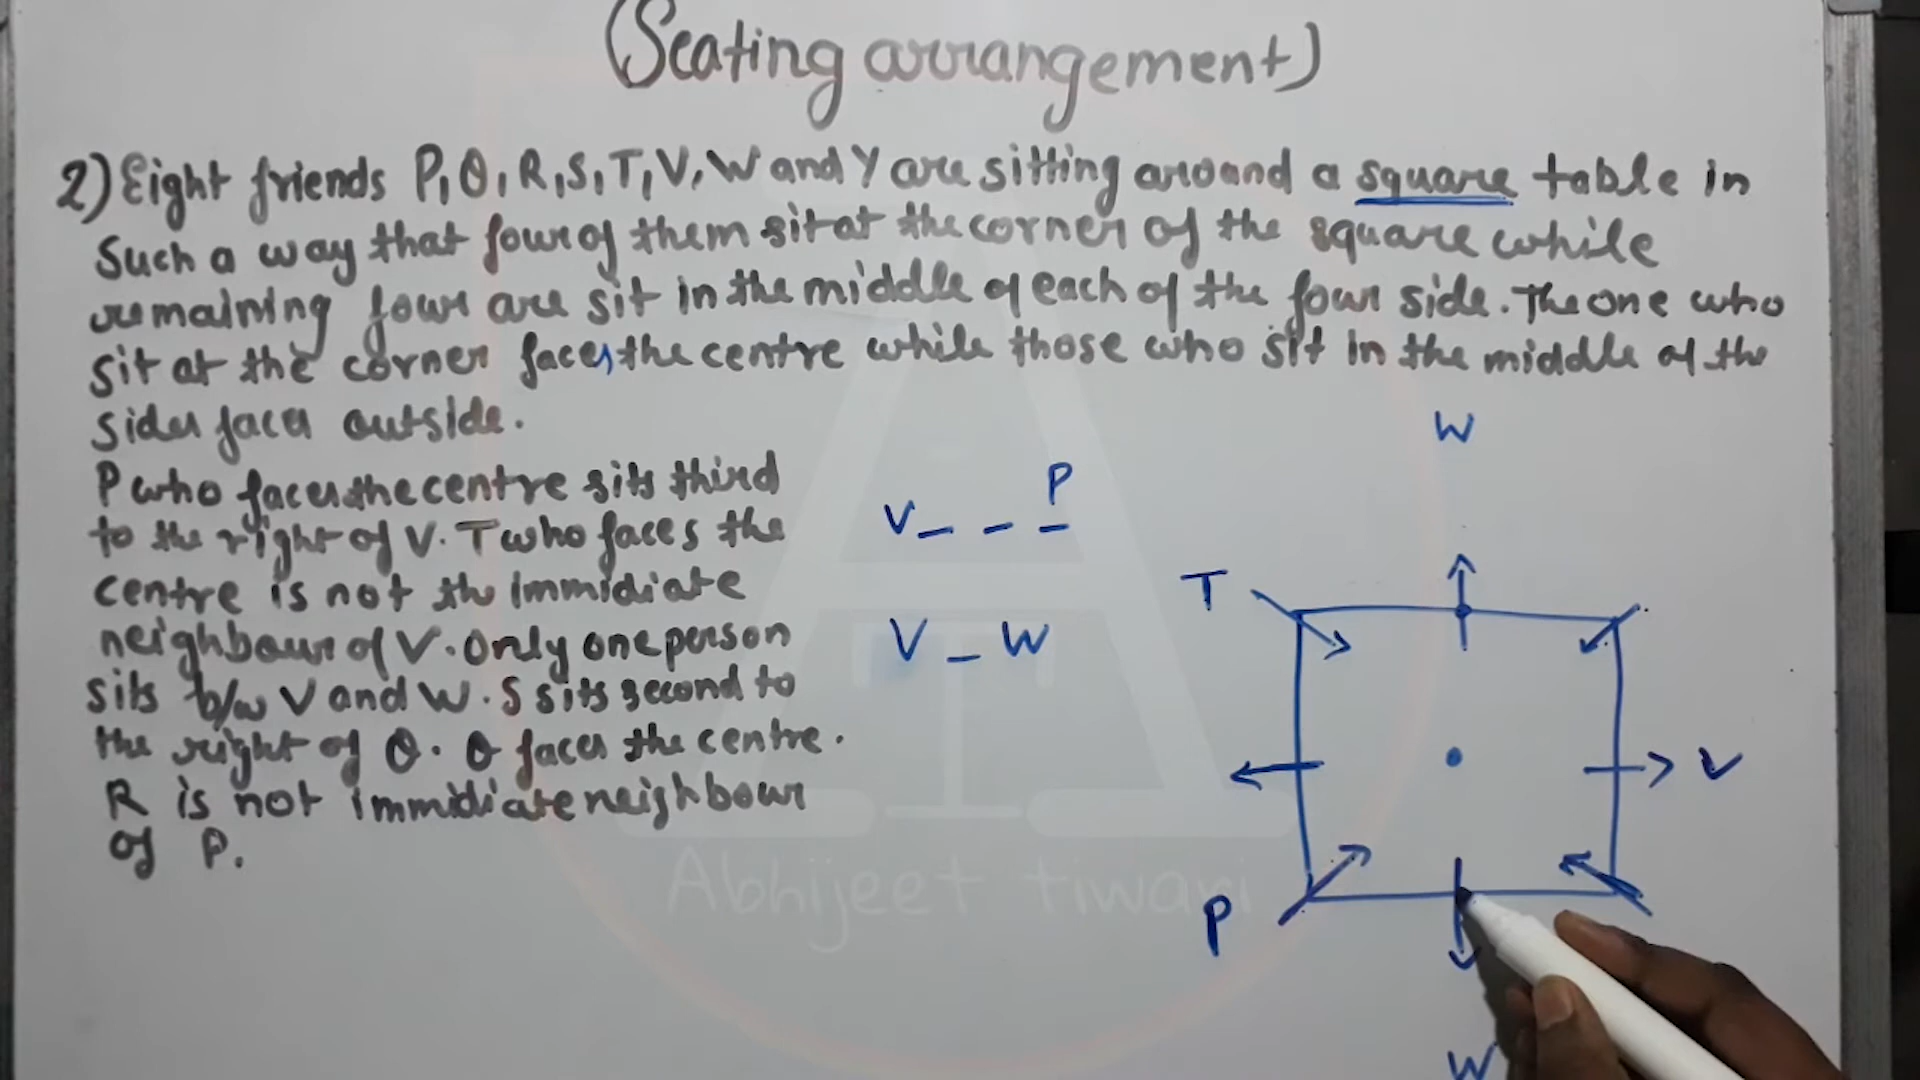 (Seating arrangement)
2) Eight friends P, Q, R, S, T, V, W and Y are sitting around a square table in
Such a way that four of them sit at the corner of the square while
remaining four are sit in the middle of each of the four side. The one who
sit at the corner faces the centre while those who sit in the middle of the
sides faces outside.
P who faces the centre sits third
to the right of V. T who faces the
centre is not the immidiate
neighbour of V. Only one person
sits b/w V and W. S sits second to
the right of Q. Q faces the centre.
R is not immidiate neighbour
of P.
V _ _ _ P
V _ W
W
T
V
P
W
Abhijeet tiwari